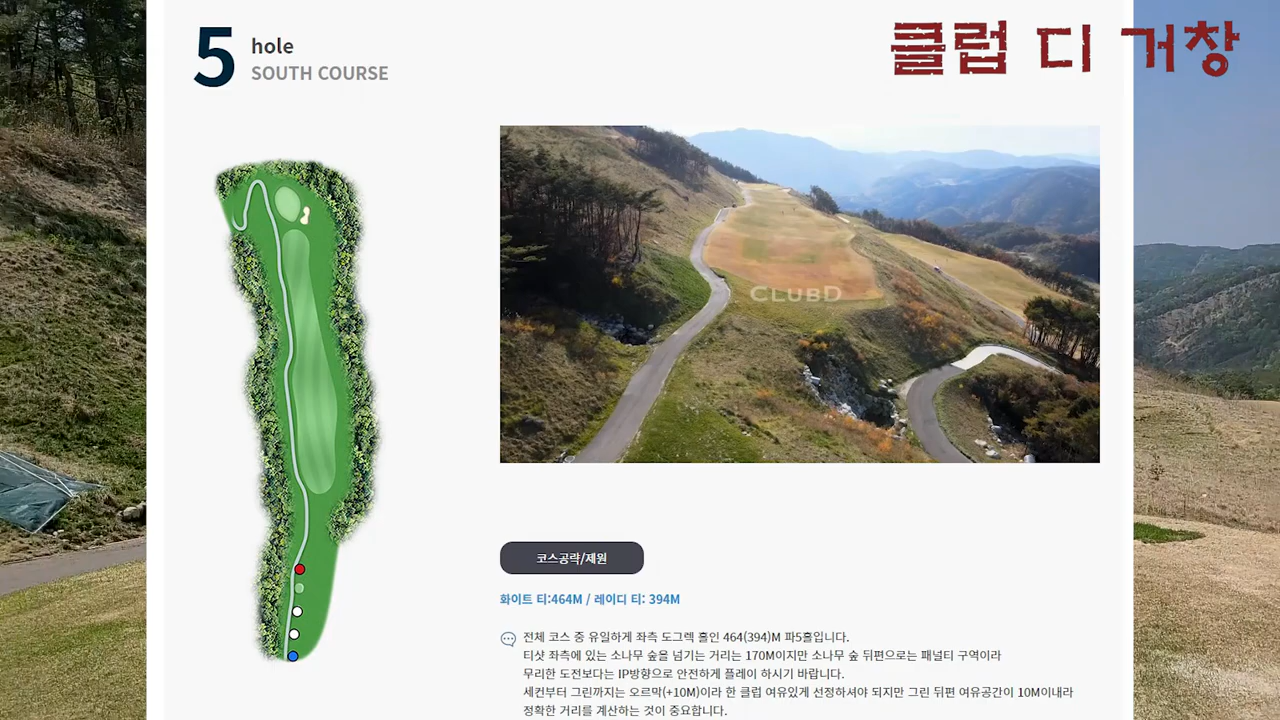 5
hole
SOUTH COURSE
클럽 디 거창
CLUBD
코스공략/제원
화이트 티:464M / 레이디 티: 394M
전체 코스 중 유일하게 좌측 도그렉 홀인 464(394)M 파5홀입니다.
티샷 좌측에 있는 소나무 숲을 넘기는 거리는 170M이지만 소나무 숲 뒤편으로는 패널티 구역이라
무리한 도전보다는 IP방향으로 안전하게 플레이 하시기 바랍니다.
세컨부터 그린까지는 오르막(+10M)이라 한 클럽 여유있게 선정하셔야 되지만 그린 뒤편 여유공간이 10M이내라
정확한 거리를 계산하는 것이 중요합니다.